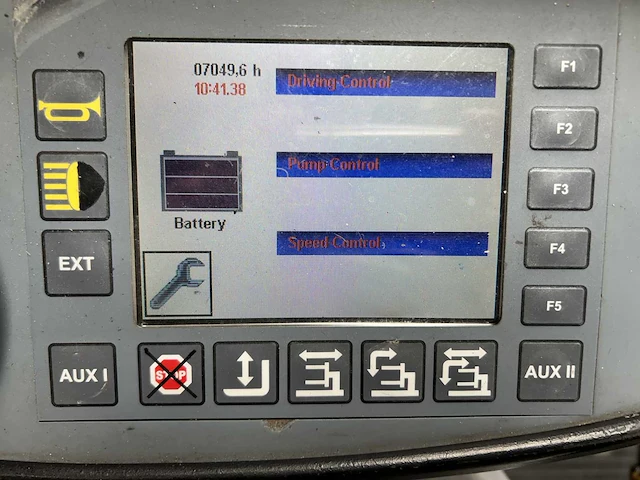 07049,6 h
10:41.38
Driving Control
Pump Control
Speed Control
Battery
F1
F2
F3
F4
F5
EXT
AUX I
STOP
AUX II